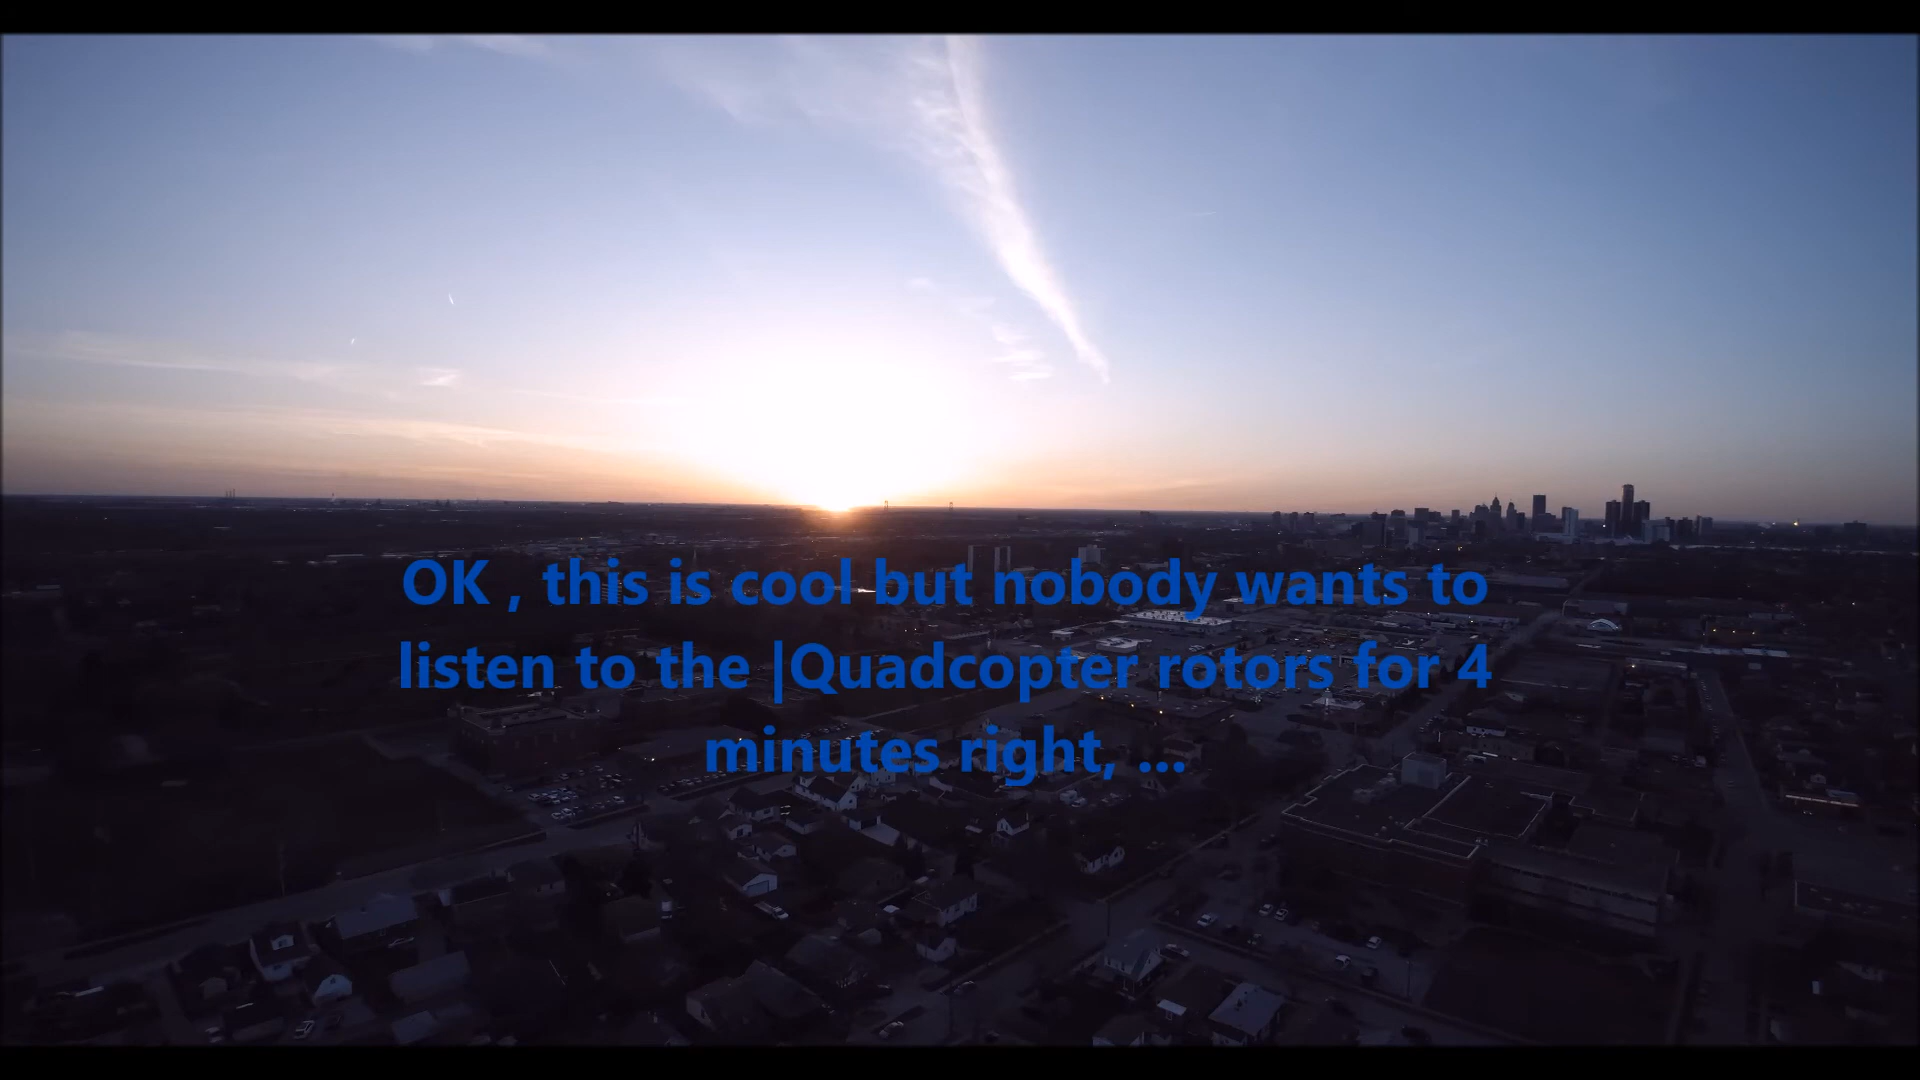 OK , this is cool but nobody wants to
listen to the |Quadcopter rotors for 4
minutes right, ...